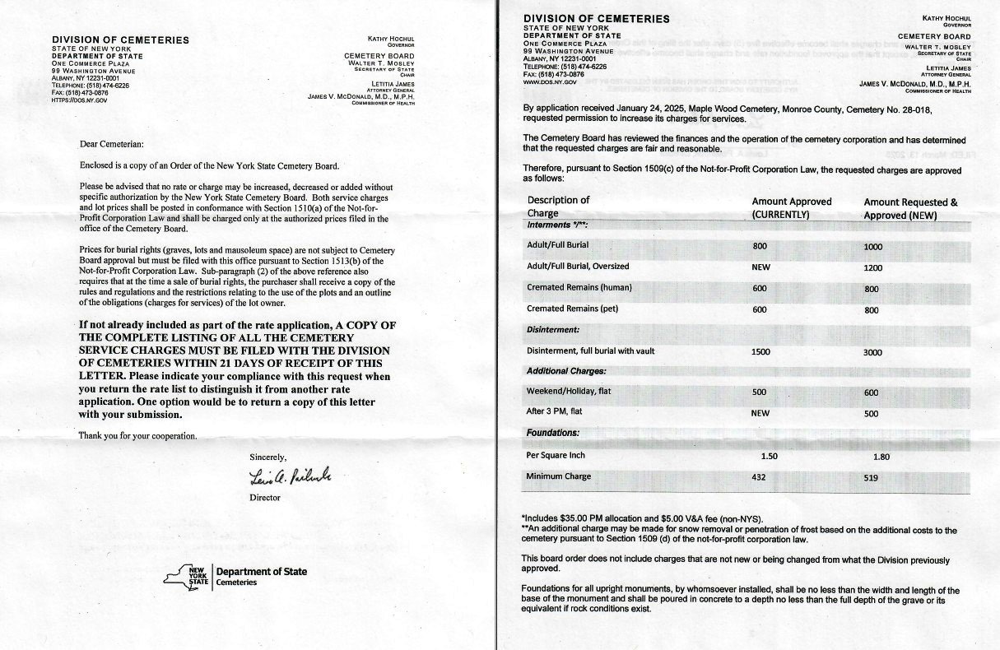 DIVISION OF CEMETERIES
STATE OF NEW YORK
DEPARTMENT OF STATE
ONE COMMERCE PLAZA
99 WASHINGTON AVENUE
ALBANY, NY 12231-0001
TELEPHONE: (518) 474-6226
FAX: (518) 473-0876
HTTPS://DOS.NY.GOV
KATHY HOCHUL
GOVERNOR
CEMETERY BOARD
WALTER T. MOSLEY
SECRETARY OF STATE
CHAIR
LETITIA JAMES
ATTORNEY GENERAL
JAMES V. MCDONALD, M.D., M.P.H.
COMMISSIONER OF HEALTH
Dear Cemeterian:
Enclosed is a copy of an Order of the New York State Cemetery Board.
Please be advised that no rate or charge may be increased, decreased or added without
specific authorization by the New York State Cemetery Board. Both service charges
and lot prices shall be posted in conformance with Section 1510(a) of the Not-for-
Profit Corporation Law and shall be charged only at the authorized prices filed in the
office of the Cemetery Board.
Prices for burial rights (graves, lots and mausoleum space) are not subject to Cemetery
Board approval but must be filed with this office pursuant to Section 1513(b) of the
Not-for-Profit Corporation Law. Sub-paragraph (2) of the above reference also
requires that at the time a sale of burial rights, the purchaser shall receive a copy of the
rules and regulations and the restrictions relating to the use of the plots and an outline
of the obligations (charges for services) of the lot owner.
If not already included as part of the rate application, A COPY OF
THE COMPLETE LISTING OF ALL THE CEMETERY
SERVICE CHARGES MUST BE FILED WITH THE DIVISION
OF CEMETERIES WITHIN 21 DAYS OF RECEIPT OF THIS
LETTER. Please indicate your compliance with this request when
you return the rate list to distinguish it from another rate
application. One option would be to return a copy of this letter
with your submission.
Thank you for your cooperation.
Sincerely,
Director
NEW
YORK
STATE
Department of State
Cemeteries
DIVISION OF CEMETERIES
STATE OF NEW YORK
DEPARTMENT OF STATE
ONE COMMERCE PLAZA
99 WASHINGTON AVENUE
ALBANY, NY 12231-0001
TELEPHONE: (518) 474-6226
FAX: (518) 473-0876
WWW.DOS.NY.GOV
KATHY HOCHUL
GOVERNOR
CEMETERY BOARD
WALTER T. MOSLEY
SECRETARY OF STATE
CHAIR
LETITIA JAMES
ATTORNEY GENERAL
JAMES V. MCDONALD, M.D., M.P.H.
COMMISSIONER OF HEALTH
By application received January 24, 2025, Maple Wood Cemetery, Monroe County, Cemetery No. 28-018,
requested permission to increase its charges for services.
The Cemetery Board has reviewed the finances and the operation of the cemetery corporation and has determined
that the requested charges are fair and reasonable.
Therefore, pursuant to Section 1509(c) of the Not-for-Profit Corporation Law, the requested charges are approved
as follows:
Description of Amount Approved Amount Requested &
Charge (CURRENTLY) Approved (NEW)
Interments */**:
Adult/Full Burial 800 1000
Adult/Full Burial, Oversized NEW 1200
Cremated Remains (human) 600 800
Cremated Remains (pet) 600 800
Disinterment:
Disinterment, full burial with vault 1500 3000
Additional Charges:
Weekend/Holiday, flat 500 600
After 3 PM, flat NEW 500
Foundations:
Per Square Inch 1.50 1.80
Minimum Charge 432 519
*Includes $35.00 PM allocation and $5.00 V&A fee (non-NYS).
**An additional charge may be made for snow removal or penetration of frost based on the additional costs to the
cemetery pursuant to Section 1509 (d) of the not-for-profit corporation law.
This board order does not include charges that are not new or being changed from what the Division previously
approved.
Foundations for all upright monuments, by whomsoever installed, shall be no less than the width and length of the
base of the monument and shall be poured in concrete to a depth no less than the full depth of the grave or its
equivalent if rock conditions exist.